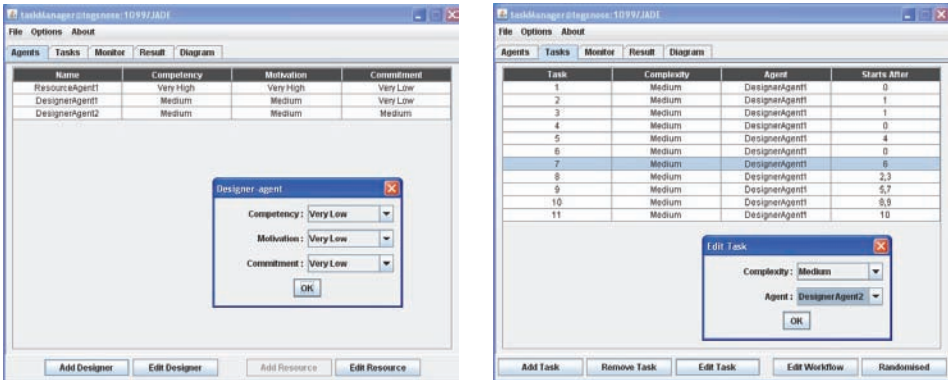 taskManager@tegsnose:1099/JADE
File Options About
Agents Tasks Monitor Result Diagram
Name Competency Motivation Commitment
ResourceAgent1 Very High Very High Very Low
DesignerAgent1 Medium Medium Very Low
DesignerAgent2 Medium Medium Medium
Designer-agent
Competency : Very Low
Motivation : Very Low
Commitment : Very Low
OK
Add Designer Edit Designer Add Resource Edit Resource
taskManager@tegsnose:1099/JADE
File Options About
Agents Tasks Monitor Result Diagram
Task Complexity Agent Starts After
1 Medium DesignerAgent1 0
2 Medium DesignerAgent1 1
3 Medium DesignerAgent1 1
4 Medium DesignerAgent1 0
5 Medium DesignerAgent1 4
6 Medium DesignerAgent1 0
7 Medium DesignerAgent1 6
8 Medium DesignerAgent1 2,3
9 Medium DesignerAgent1 5,7
10 Medium DesignerAgent1 8,9
11 Medium DesignerAgent1 10
Edit Task
Complexity : Medium
Agent : DesignerAgent2
OK
Add Task Remove Task Edit Task Edit Workflow Randomised